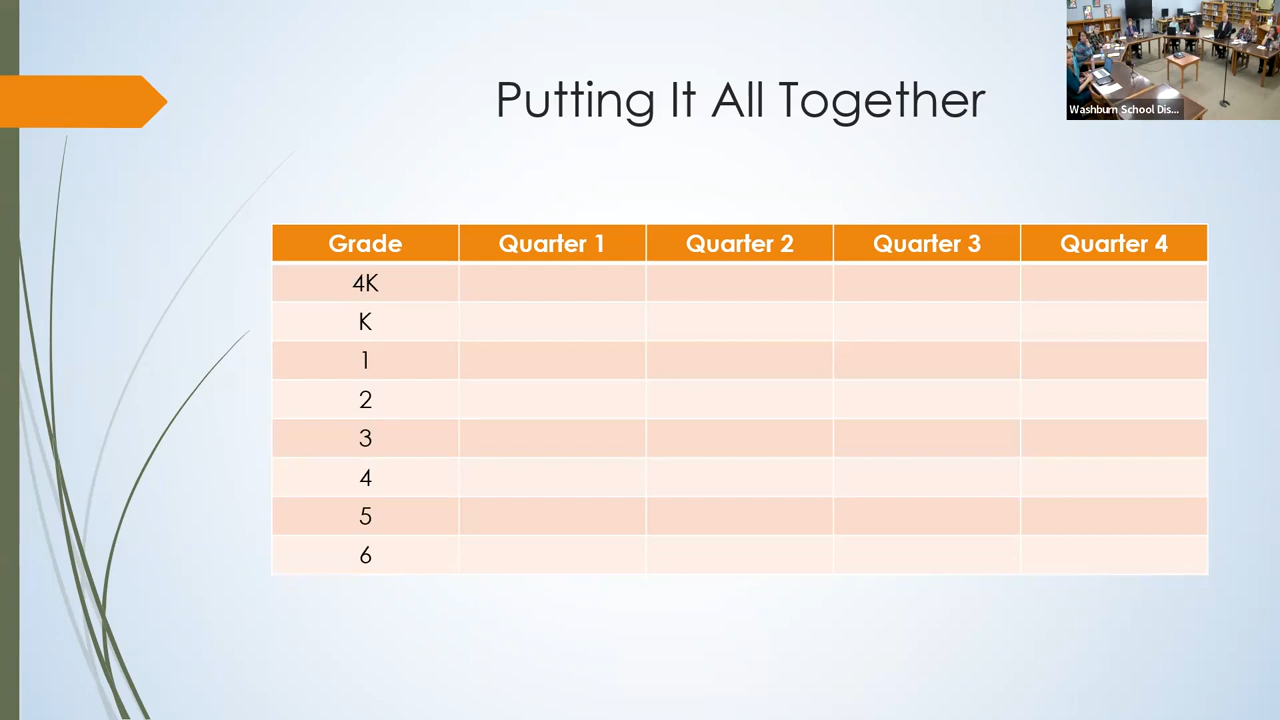 Putting It All Together
Washburn School Dis...
Grade Quarter 1 Quarter 2 Quarter 3 Quarter 4
4K
K
1
2
3
4
5
6